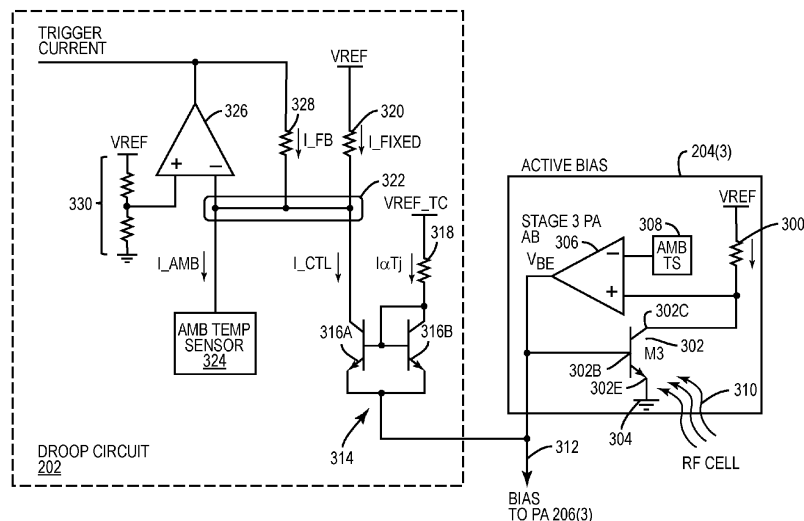 TRIGGER
CURRENT
326
328
VREF
320
I_FB
I_FIXED
VREF
+
−
330
322
VREF_TC
318
I_AMB
I_CTL
IαTj
AMB TEMP
SENSOR
324
316A
316B
314
DROOP CIRCUIT
202
ACTIVE BIAS
204(3)
VREF
300
STAGE 3 PA
AB
308
306
AMB
TS
VBE
−
+
302C
302
M3
302B
302E
310
304
RF CELL
312
BIAS
TO PA 206(3)